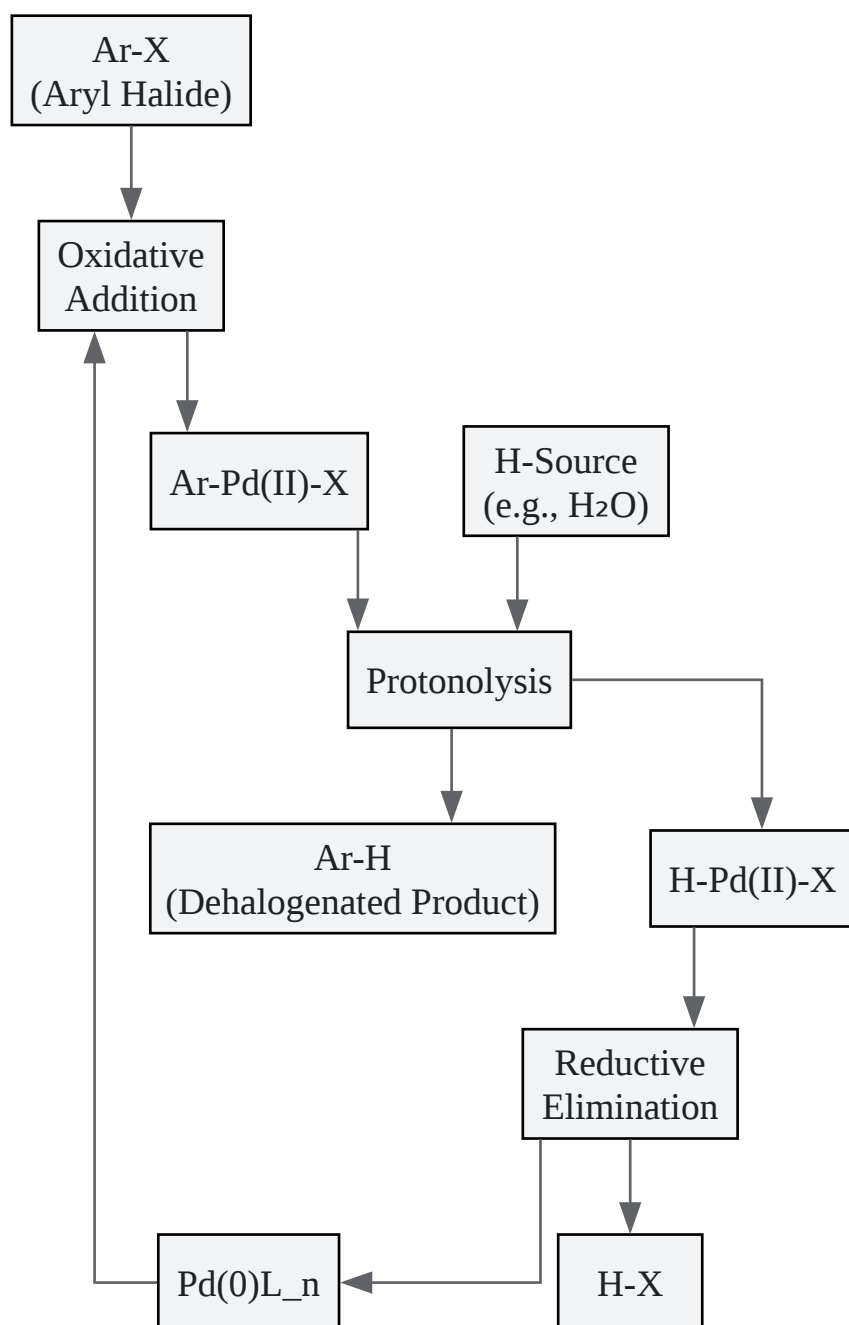 Ar-X
(Aryl Halide)
Oxidative
Addition
Ar-Pd(II)-X
H-Source
(e.g., H₂O)
Protonolysis
Ar-H
(Dehalogenated Product)
H-Pd(II)-X
Reductive
Elimination
Pd(0)L_n
H-X